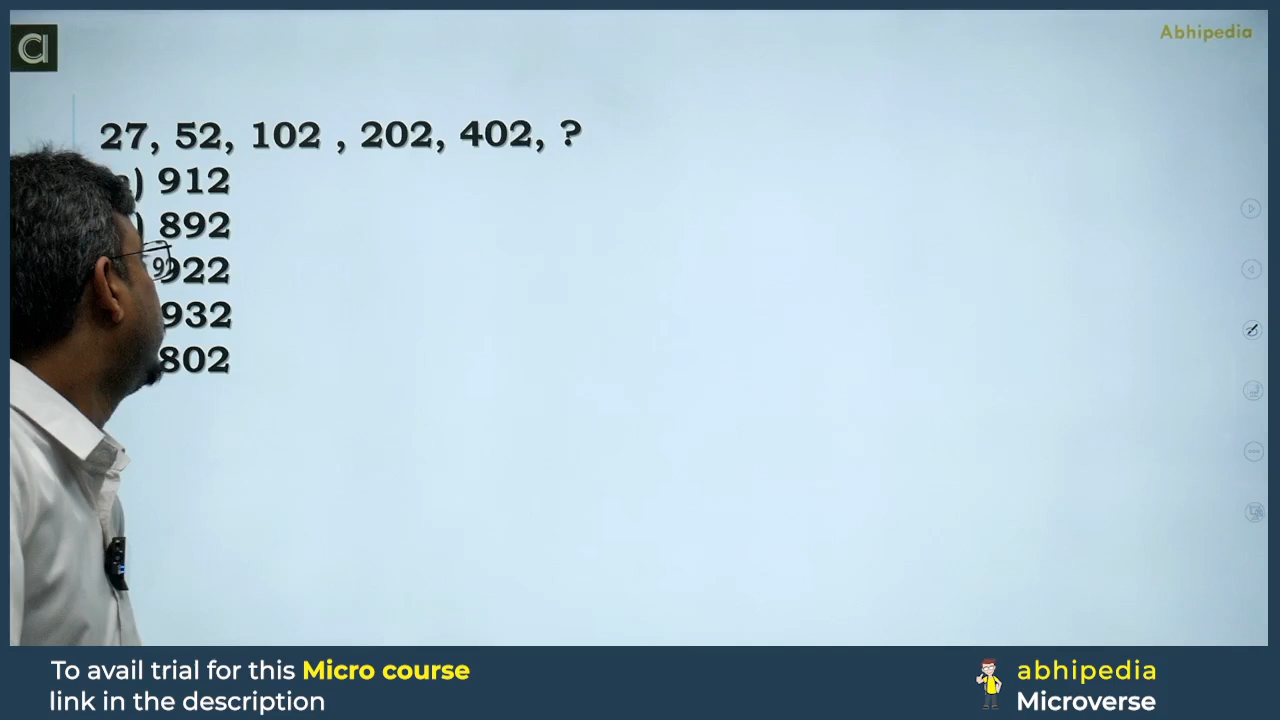 Abhipedia
27, 52, 102 , 202, 402, ?
) 912
) 892
922
932
802
To avail trial for this Micro course
link in the description
abhipedia
Microverse